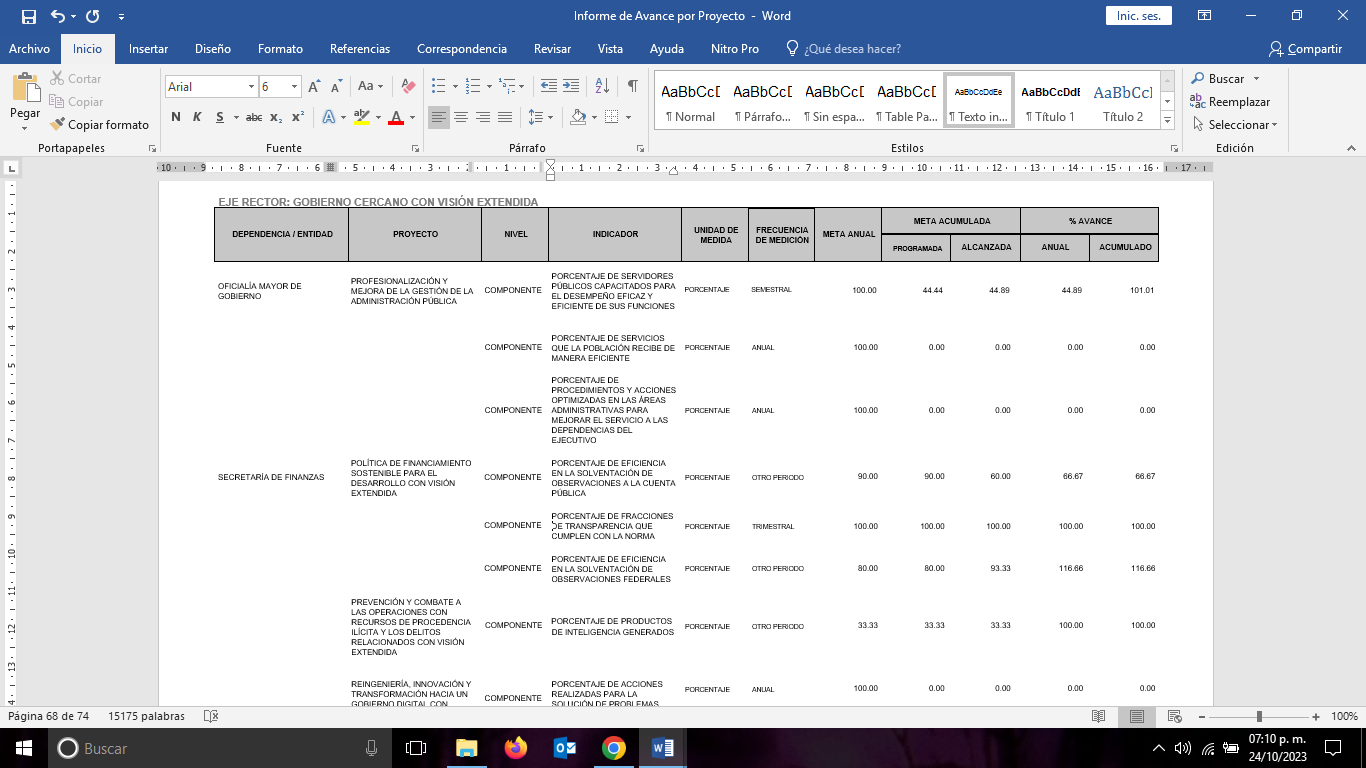 Informe de Avance por Proyecto - Word
Inic. ses.
Archivo Inicio Insertar Diseño Formato Referencias Correspondencia Revisar Vista Ayuda Nitro Pro ¿Qué desea hacer? Compartir
Pegar
Cortar
Copiar
Copiar formato
Portapapeles
Arial 6
N K S abc x₂ x²
Fuente
Párrafo
AaBbCcD AaBbCcD AaBbCcD AaBbCcD AaBbCcDdEe AaBbCcDdE AaBbCcI
¶ Normal ¶ Párrafo... ¶ Sin espa... ¶ Table Pa... ¶ Texto in... ¶ Título 1 Título 2
Estilos
Buscar
Reemplazar
Seleccionar
Edición
EJE RECTOR: GOBIERNO CERCANO CON VISIÓN EXTENDIDA
DEPENDENCIA / ENTIDAD
PROYECTO
NIVEL
INDICADOR
UNIDAD DE
MEDIDA
FRECUENCIA
DE MEDICIÓN
META ANUAL
META ACUMULADA
% AVANCE
PROGRAMADA
ALCANZADA
ANUAL
ACUMULADO
OFICIALÍA MAYOR DE
GOBIERNO
PROFESIONALIZACIÓN Y
MEJORA DE LA GESTIÓN DE LA
ADMINISTRACIÓN PÚBLICA
COMPONENTE
PORCENTAJE DE SERVIDORES
PÚBLICOS CAPACITADOS PARA
EL DESEMPEÑO EFICAZ Y
EFICIENTE DE SUS FUNCIONES
PORCENTAJE SEMESTRAL 100.00 44.44 44.89 44.89 101.01
COMPONENTE
PORCENTAJE DE SERVICIOS
QUE LA POBLACIÓN RECIBE DE
MANERA EFICIENTE
PORCENTAJE ANUAL 100.00 0.00 0.00 0.00 0.00
COMPONENTE
PORCENTAJE DE
PROCEDIMIENTOS Y ACCIONES
OPTIMIZADAS EN LAS ÁREAS
ADMINISTRATIVAS PARA
MEJORAR EL SERVICIO A LAS
DEPENDENCIAS DEL
EJECUTIVO
PORCENTAJE ANUAL 100.00 0.00 0.00 0.00 0.00
SECRETARÍA DE FINANZAS
POLÍTICA DE FINANCIAMIENTO
SOSTENIBLE PARA EL
DESARROLLO CON VISIÓN
EXTENDIDA
COMPONENTE
PORCENTAJE DE EFICIENCIA
EN LA SOLVENTACIÓN DE
OBSERVACIONES A LA CUENTA
PÚBLICA
PORCENTAJE OTRO PERIODO 90.00 90.00 60.00 66.67 66.67
COMPONENTE
PORCENTAJE DE FRACCIONES
DE TRANSPARENCIA QUE
CUMPLEN CON LA NORMA
PORCENTAJE TRIMESTRAL 100.00 100.00 100.00 100.00 100.00
COMPONENTE
PORCENTAJE DE EFICIENCIA
EN LA SOLVENTACIÓN DE
OBSERVACIONES FEDERALES
PORCENTAJE OTRO PERIODO 80.00 80.00 93.33 116.66 116.66
PREVENCIÓN Y COMBATE A
LAS OPERACIONES CON
RECURSOS DE PROCEDENCIA
ILÍCITA Y LOS DELITOS
RELACIONADOS CON VISIÓN
EXTENDIDA
COMPONENTE
PORCENTAJE DE PRODUCTOS
DE INTELIGENCIA GENERADOS
PORCENTAJE OTRO PERIODO 33.33 33.33 33.33 100.00 100.00
REINGENIERÍA, INNOVACIÓN Y
TRANSFORMACIÓN HACIA UN
GOBIERNO DIGITAL CON
COMPONENTE
PORCENTAJE DE ACCIONES
REALIZADAS PARA LA
SOLUCIÓN DE PROBLEMAS
PORCENTAJE ANUAL 100.00 0.00 0.00 0.00 0.00
Página 68 de 74 15175 palabras 100%
Buscar
07:10 p. m.
24/10/2023